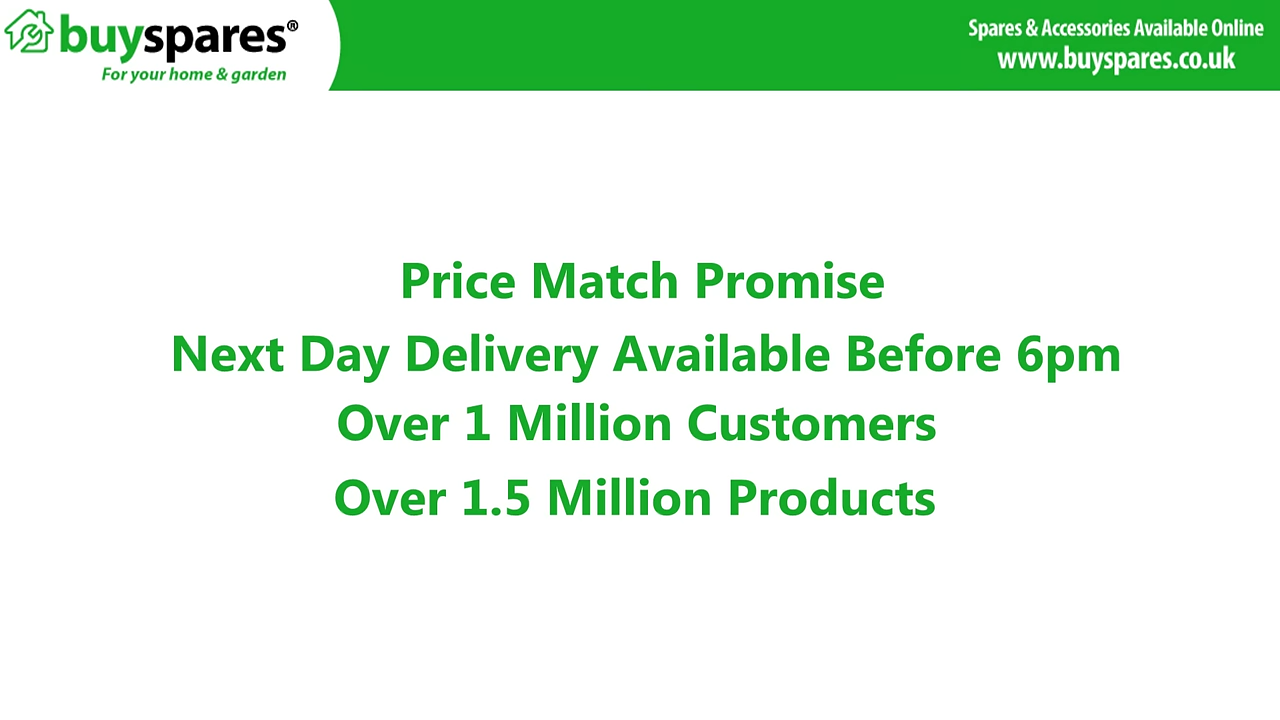 buyspares®
For your home & garden
Spares & Accessories Available Online
www.buyspares.co.uk
Price Match Promise
Next Day Delivery Available Before 6pm
Over 1 Million Customers
Over 1.5 Million Products